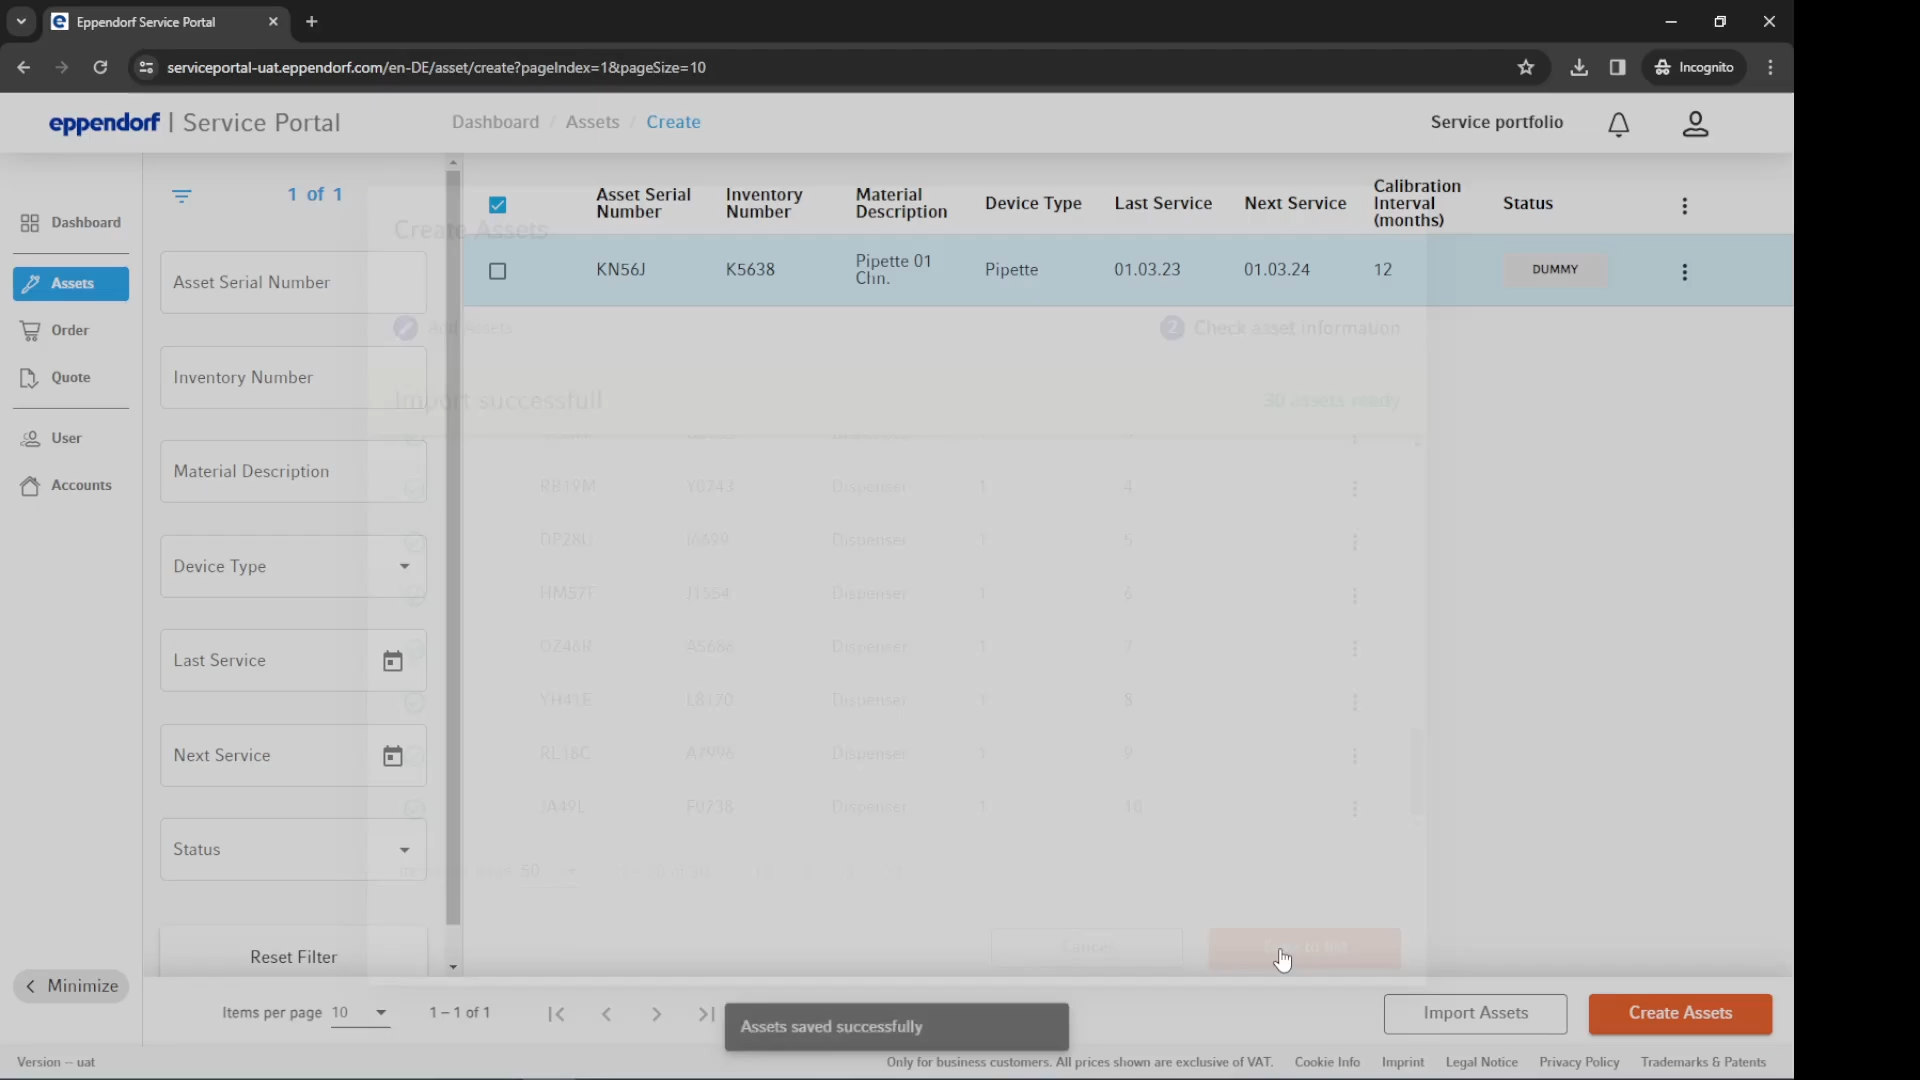 Eppendorf Service Portal
serviceportal-uat.eppendorf.com/en-DE/asset/create?pageIndex=1&pageSize=10
Incognito
eppendorf | Service Portal
Dashboard / Assets / Create
Service portfolio
1 of 1
Asset Serial Number
Inventory Number
Material Description
Device Type
Last Service
Next Service
Calibration Interval (months)
Status
KN56J K5638 Pipette 01 Clin. Pipette 01.03.23 01.03.24 12 DUMMY
Dashboard
Assets
Order
Quote
User
Accounts
Minimize
Asset Serial Number
Inventory Number
Material Description
Device Type
Last Service
Next Service
Status
Reset Filter
Create Assets
Add Assets
2 Check asset information
Import successfull
30 assets ready
RB19M Y0743 Dispenser 1 4
Dispenser 1 5
HM57F J1554 Dispenser 1 6
Dispenser 1 7
YH41E L8170 Dispenser 1 8
RL18C A7996 Dispenser 1 9
JA49L F0738 Dispenser 1 10
50
Cancel
Items per page 10
1 – 1 of 1
Assets saved successfully
Import Assets
Create Assets
Version -- uat
Only for business customers. All prices shown are exclusive of VAT.
Cookie Info
Imprint
Legal Notice
Privacy Policy
Trademarks & Patents